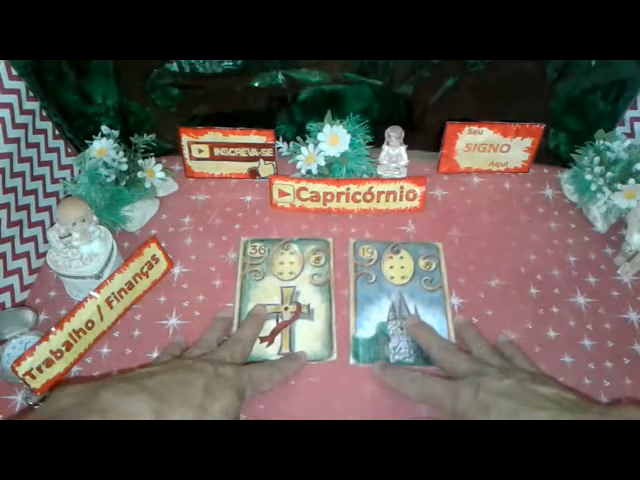 INSCREVA-SE
Seu
SIGNO
Aqui
Capricórnio
Trabalho / Finanças
36
19